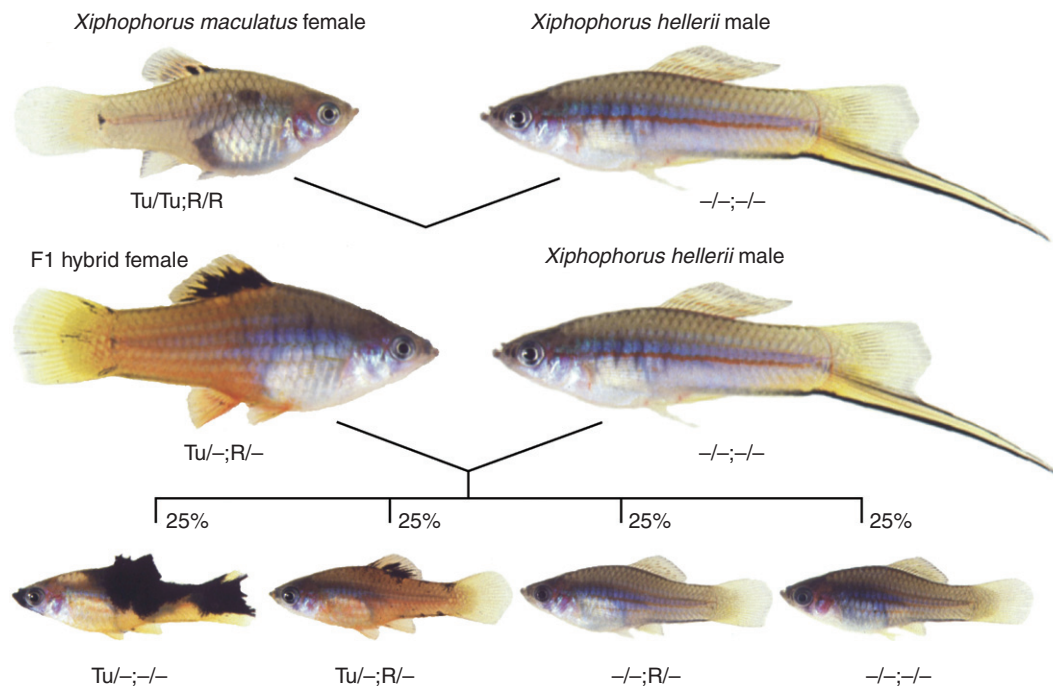 Xiphophorus maculatus female
Xiphophorus hellerii male
Tu/Tu;R/R
–/–;–/–
F1 hybrid female
Xiphophorus hellerii male
Tu/–;R/–
–/–;–/–
25%
25%
25%
25%
Tu/–;–/–
Tu/–;R/–
–/–;R/–
–/–;–/–